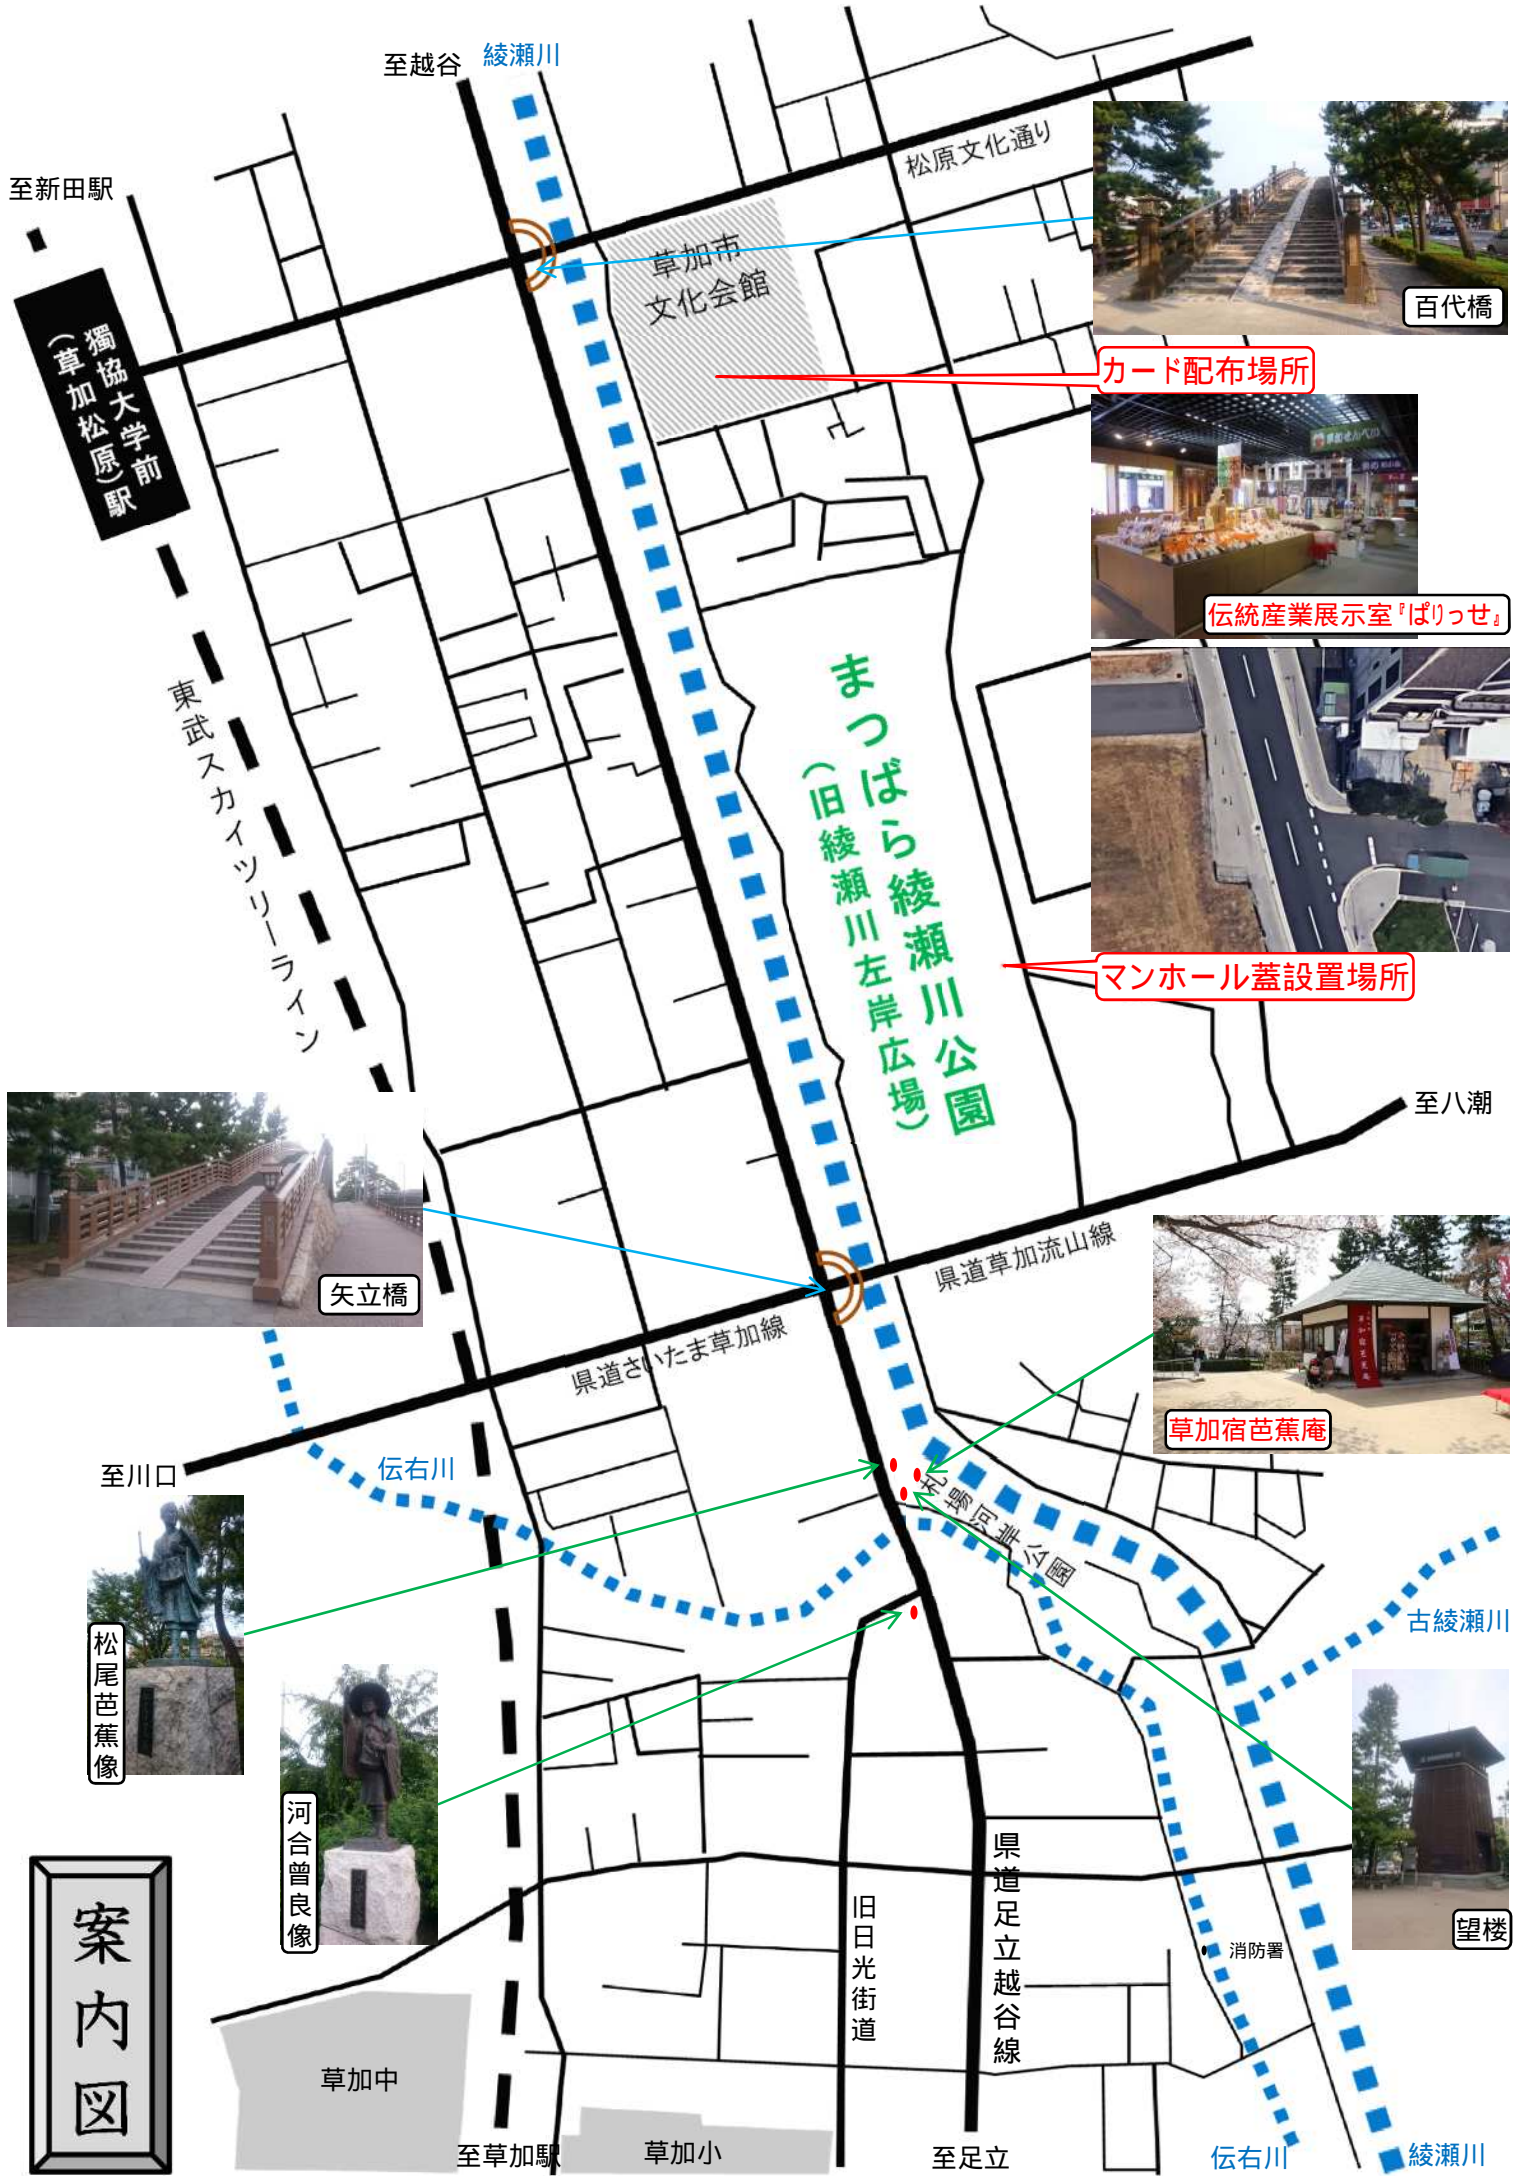 至越谷
綾瀬川
至新田駅
松原文化通り
草加市
文化会館
百代橋
獨協大学前
(草加松原)駅
カード配布場所
草加せんべい
伝統産業展示室『ぱりっせ』
東武スカイツリーライン
まつばら綾瀬川公園
(旧綾瀬川左岸広場)
マンホール蓋設置場所
至八潮
矢立橋
県道草加流山線
県道さいたま草加線
草加宿芭蕉庵
至川口
伝右川
札場河岸公園
古綾瀬川
松尾芭蕉像
河合曾良像
望楼
県道足立越谷線
旧日光街道
消防署
案内図
草加中
至草加駅
草加小
至足立
伝右川
綾瀬川